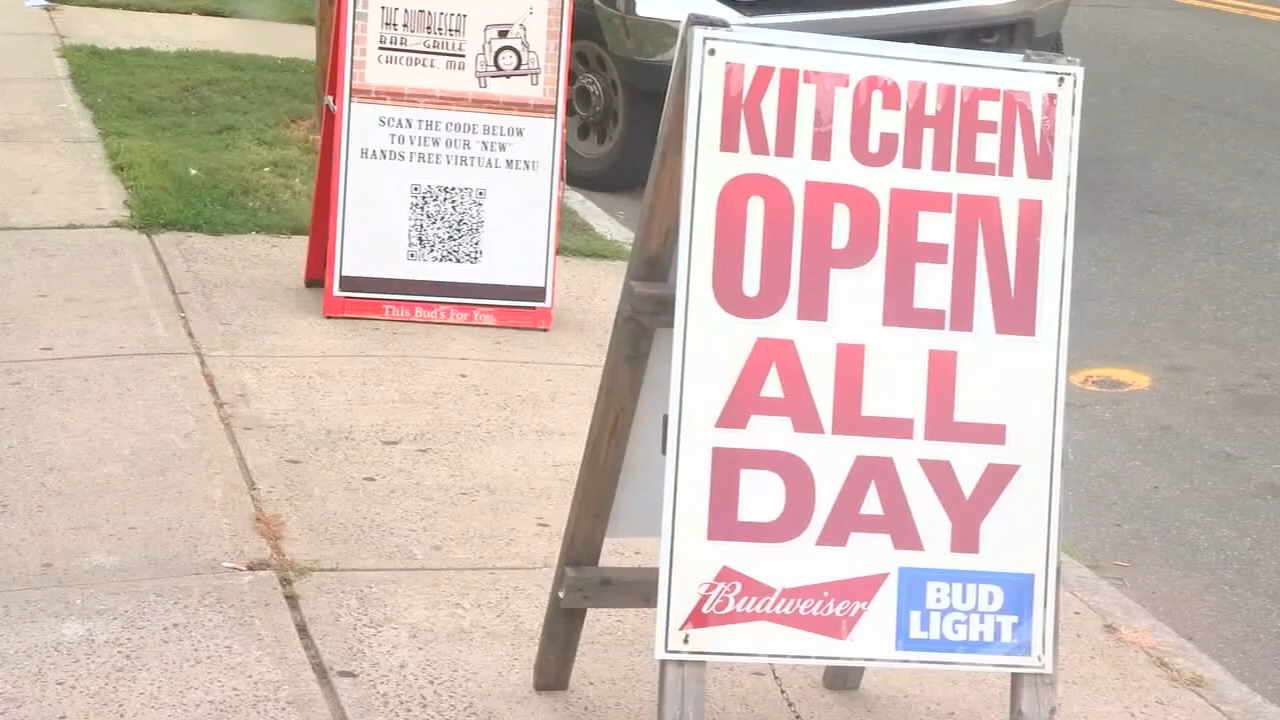 THE RUMBLESEAT
BAR AND GRILLE
CHICOPEE, MA
SCAN THE CODE BELOW
TO VIEW OUR "NEW"
HANDS FREE VIRTUAL MENU
This Bud's For You.
KITCHEN
OPEN
ALL
DAY
Budweiser
BUD
LIGHT